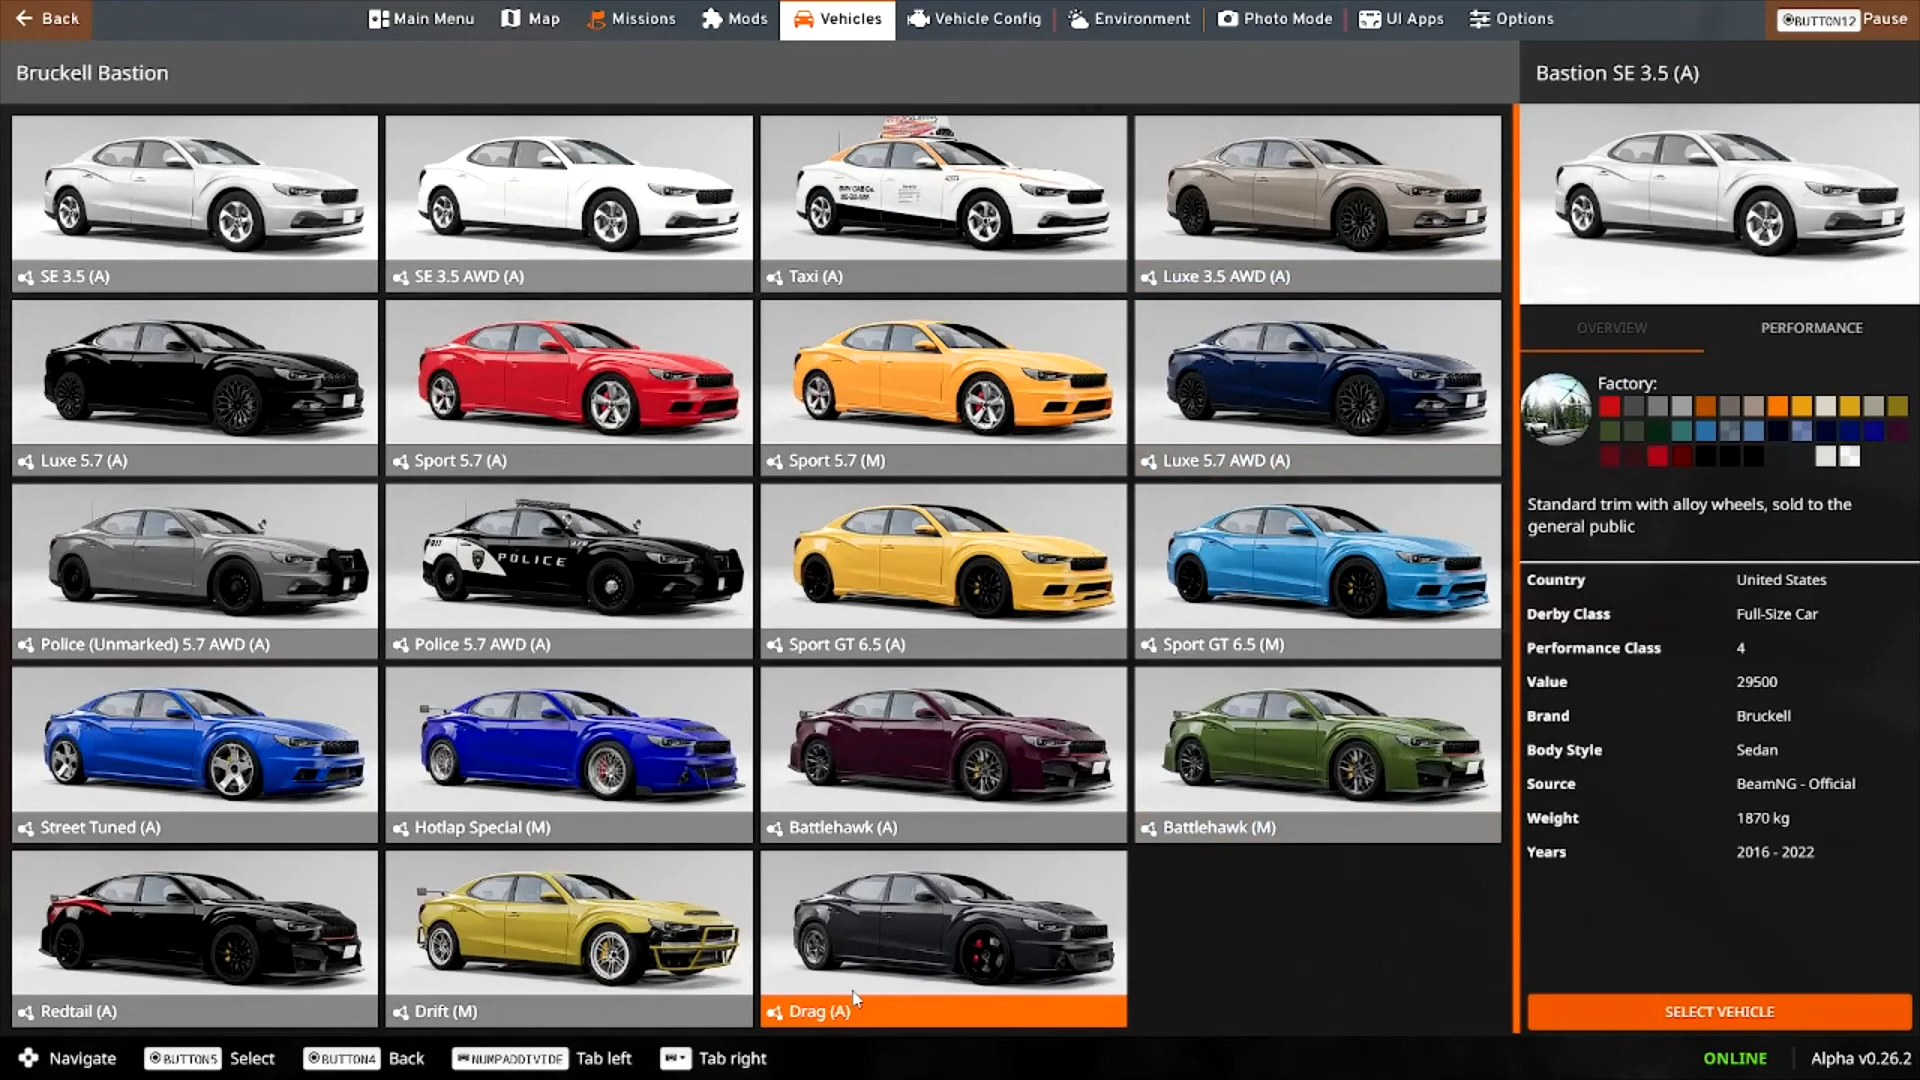 Back
Main Menu
Map
Missions
Mods
Vehicles
Vehicle Config
Environment
Photo Mode
UI Apps
Options
BUTTON12 Pause
Bruckell Bastion
Bastion SE 3.5 (A)
SE 3.5 (A)
SE 3.5 AWD (A)
Taxi (A)
Luxe 3.5 AWD (A)
Luxe 5.7 (A)
Sport 5.7 (A)
Sport 5.7 (M)
Luxe 5.7 AWD (A)
POLICE
Police (Unmarked) 5.7 AWD (A)
Police 5.7 AWD (A)
Sport GT 6.5 (A)
Sport GT 6.5 (M)
Street Tuned (A)
Hotlap Special (M)
Battlehawk (A)
Battlehawk (M)
Redtail (A)
Drift (M)
Drag (A)
OVERVIEW
PERFORMANCE
Factory:
Standard trim with alloy wheels, sold to the
general public
Country United States
Derby Class Full-Size Car
Performance Class 4
Value 29500
Brand Bruckell
Body Style Sedan
Source BeamNG - Official
Weight 1870 kg
Years 2016 - 2022
SELECT VEHICLE
Navigate
BUTTON5 Select
BUTTON4 Back
NUMPADDIVIDE Tab left
Tab right
ONLINE
Alpha v0.26.2